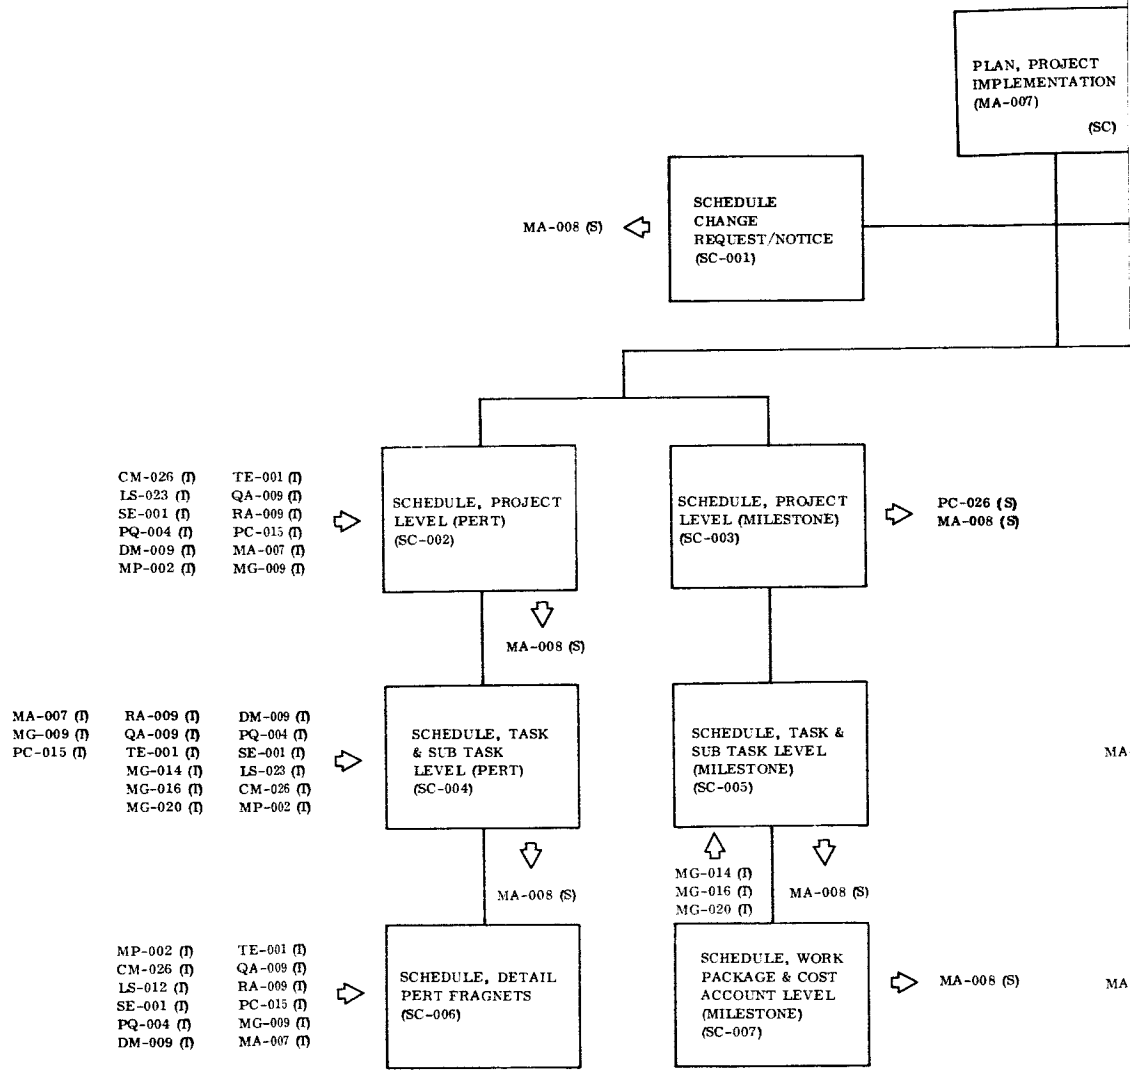 PLAN, PROJECT
IMPLEMENTATION
(MA-007)
(SC)
SCHEDULE
CHANGE
REQUEST/NOTICE
(SC-001)
MA-008 (S)
CM-026 (T) TE-001 (T)
LS-023 (T) QA-009 (T)
SE-001 (T) RA-009 (T)
PQ-004 (T) PC-015 (T)
DM-009 (T) MA-007 (T)
MP-002 (T) MG-009 (T)
SCHEDULE, PROJECT
LEVEL (PERT)
(SC-002)
SCHEDULE, PROJECT
LEVEL (MILESTONE)
(SC-003)
PC-026 (S)
MA-008 (S)
MA-008 (S)
MA-007 (T) RA-009 (T) DM-009 (T)
MG-009 (T) QA-009 (T) PQ-004 (T)
PC-015 (T) TE-001 (T) SE-001 (T)
MG-014 (T) LS-023 (T)
MG-016 (T) CM-026 (T)
MG-020 (T) MP-002 (T)
SCHEDULE, TASK
& SUB TASK
LEVEL (PERT)
(SC-004)
SCHEDULE, TASK &
SUB TASK LEVEL
(MILESTONE)
(SC-005)
MA
MA-008 (S)
MG-014 (T)
MG-016 (T)
MG-020 (T)
MA-008 (S)
MP-002 (T) TE-001 (T)
CM-026 (T) QA-009 (T)
LS-012 (T) RA-009 (T)
SE-001 (T) PC-015 (T)
PQ-004 (T) MG-009 (T)
DM-009 (T) MA-007 (T)
SCHEDULE, DETAIL
PERT FRAGNETS
(SC-006)
SCHEDULE, WORK
PACKAGE & COST
ACCOUNT LEVEL
(MILESTONE)
(SC-007)
MA-008 (S)
MA